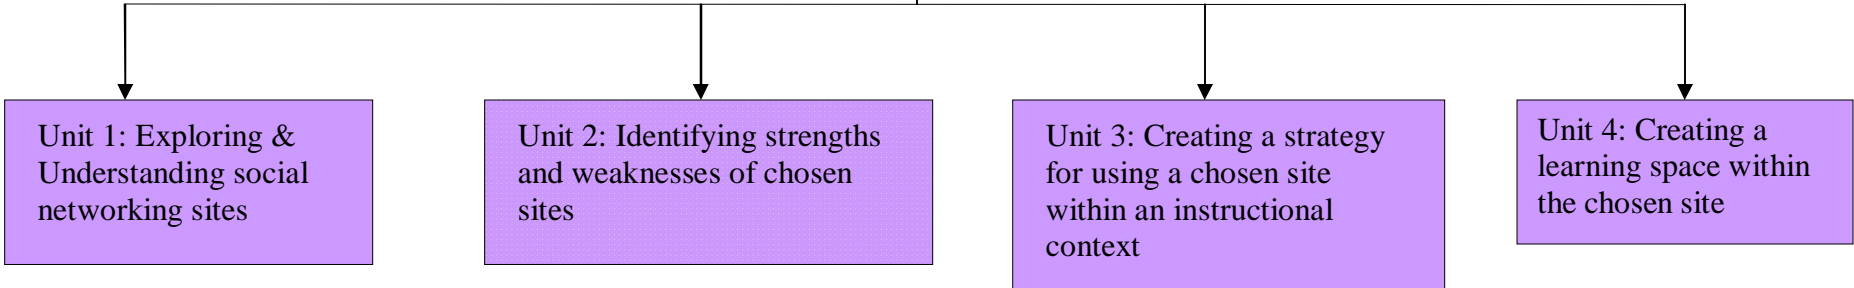 Unit 1: Exploring &
Understanding social
networking sites
Unit 2: Identifying strengths
and weaknesses of chosen
sites
Unit 3: Creating a strategy
for using a chosen site
within an instructional
context
Unit 4: Creating a
learning space within
the chosen site